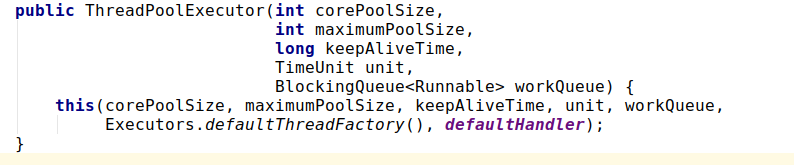 public ThreadPoolExecutor(int corePoolSize,
int maximumPoolSize,
long keepAliveTime,
TimeUnit unit,
BlockingQueue<Runnable> workQueue) {
this(corePoolSize, maximumPoolSize, keepAliveTime, unit, workQueue,
Executors.defaultThreadFactory(), defaultHandler);
}